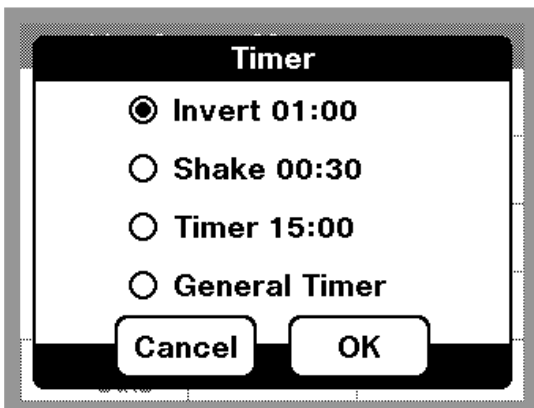 Timer
Invert 01:00
Shake 00:30
Timer 15:00
General Timer
Cancel OK